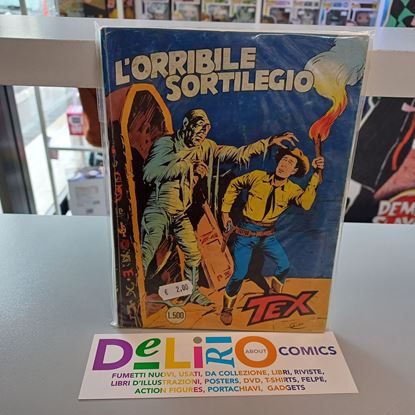 L'ORRIBILE
SORTILEGIO
€ 2,00
L.500
TEX
DELIRIO ABOUT COMICS
FUMETTI NUOVI, USATI, DA COLLEZIONE, LIBRI, RIVISTE,
LIBRI D'ILLUSTRAZIONI, POSTERS, DVD, T-SHIRTS, FELPE,
ACTION FIGURES, PORTACHIAVI, GADGETS